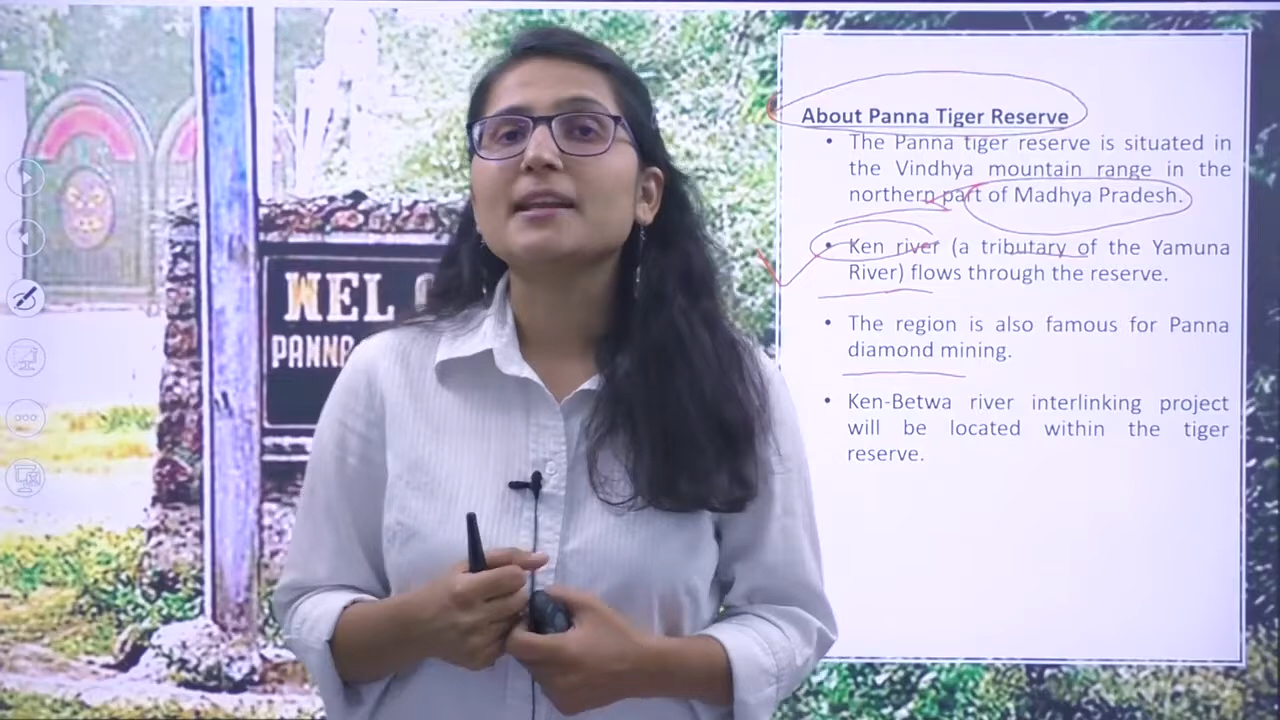 WEL
PANNA
About Panna Tiger Reserve
• The Panna tiger reserve is situated in
the Vindhya mountain range in the
northern part of Madhya Pradesh.
• Ken river (a tributary of the Yamuna
River) flows through the reserve.
• The region is also famous for Panna
diamond mining.
• Ken-Betwa river interlinking project
will be located within the tiger
reserve.